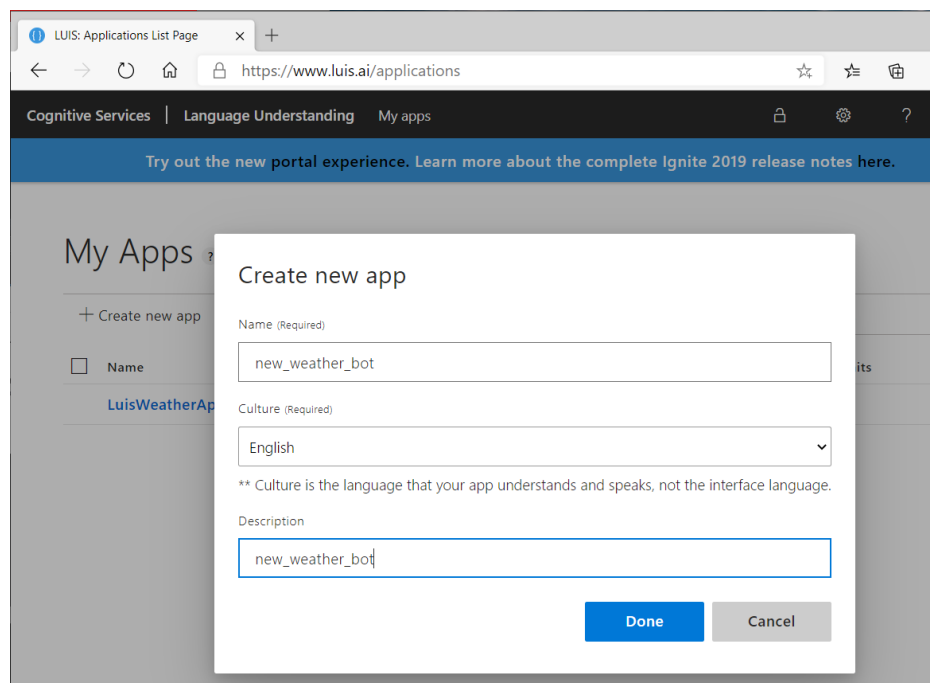 LUIS: Applications List Page
https://www.luis.ai/applications
Cognitive Services | Language Understanding My apps ?
Try out the new portal experience. Learn more about the complete Ignite 2019 release notes here.
My Apps ?
Create new app
+ Create new app
Name (Required)
new_weather_bot
Name
its
LuisWeatherAp
Culture (Required)
English
** Culture is the language that your app understands and speaks, not the interface language.
Description
new_weather_bot
Done Cancel